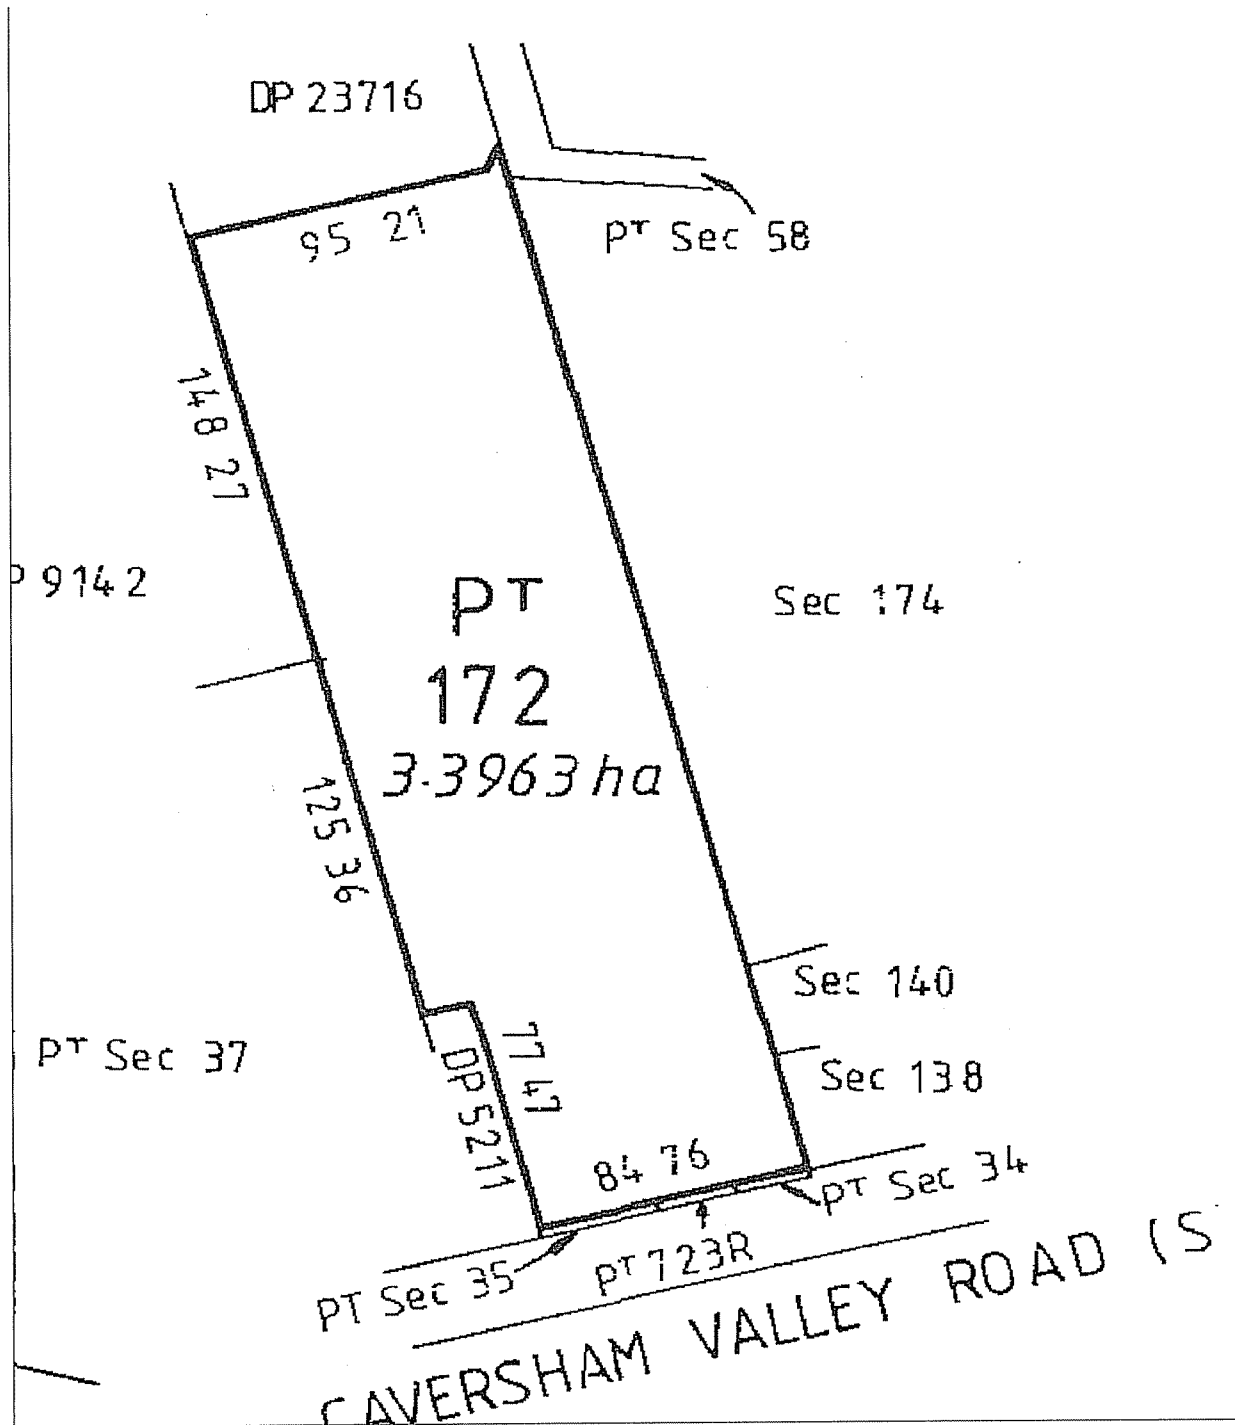 DP 23716
95 21
PT Sec 58
148 27
P 9142
PT
172
3.3963 ha
Sec 174
125 36
Sec 140
PT Sec 37
77 47
DP 5211
Sec 138
84 76
PT Sec 34
PT Sec 35
PT 723R
CAVERSHAM VALLEY ROAD (S